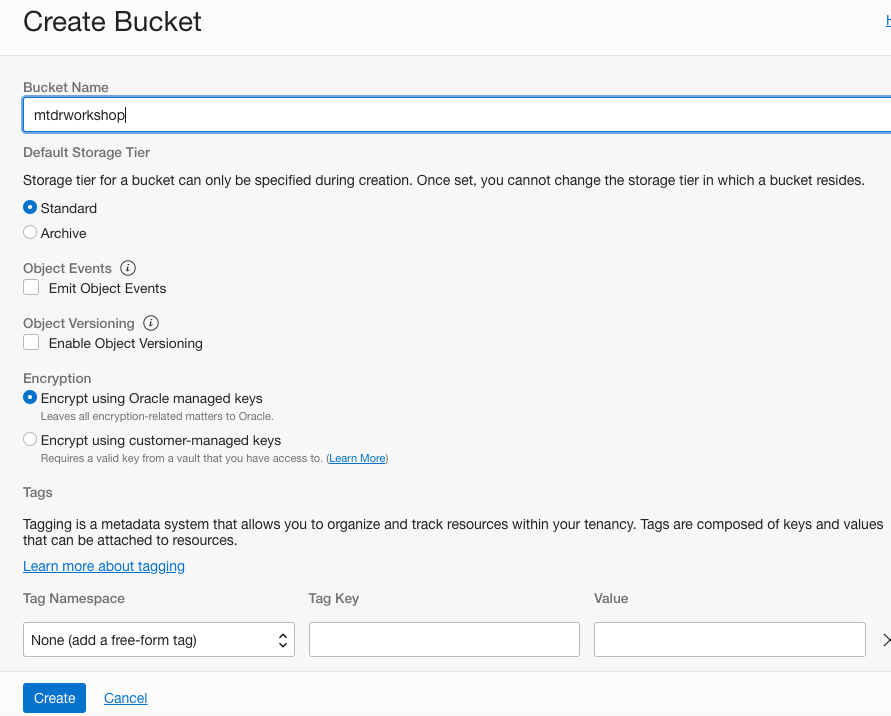 Create Bucket
Bucket Name
mtdrworkshop
Default Storage Tier
Storage tier for a bucket can only be specified during creation. Once set, you cannot change the storage tier in which a bucket resides.
Standard
Archive
Object Events
Emit Object Events
Object Versioning
Enable Object Versioning
Encryption
Encrypt using Oracle managed keys
Leaves all encryption-related matters to Oracle.
Encrypt using customer-managed keys
Requires a valid key from a vault that you have access to. (Learn More)
Tags
Tagging is a metadata system that allows you to organize and track resources within your tenancy. Tags are composed of keys and values
that can be attached to resources.
Learn more about tagging
Tag Namespace Tag Key Value
None (add a free-form tag)
Create Cancel